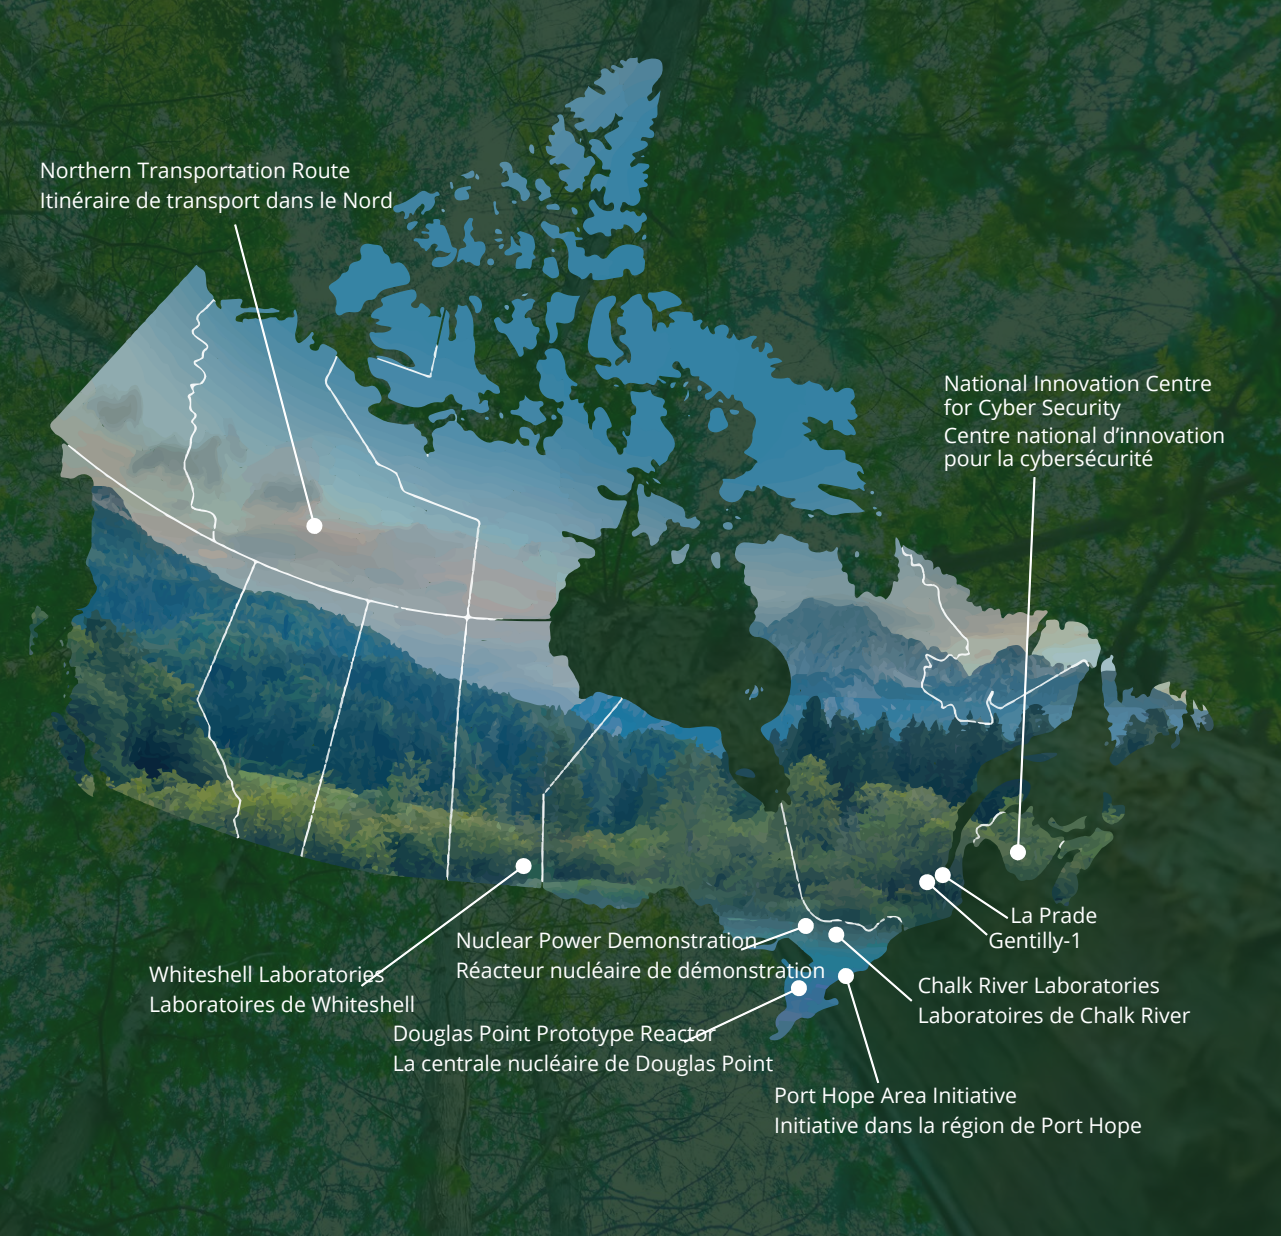 Northern Transportation Route
Itinéraire de transport dans le Nord
National Innovation Centre
for Cyber Security
Centre national d’innovation
pour la cybersécurité
La Prade
Gentilly-1
Nuclear Power Demonstration
Réacteur nucléaire de démonstration
Whiteshell Laboratories
Laboratoires de Whiteshell
Chalk River Laboratories
Laboratoires de Chalk River
Douglas Point Prototype Reactor
La centrale nucléaire de Douglas Point
Port Hope Area Initiative
Initiative dans la région de Port Hope